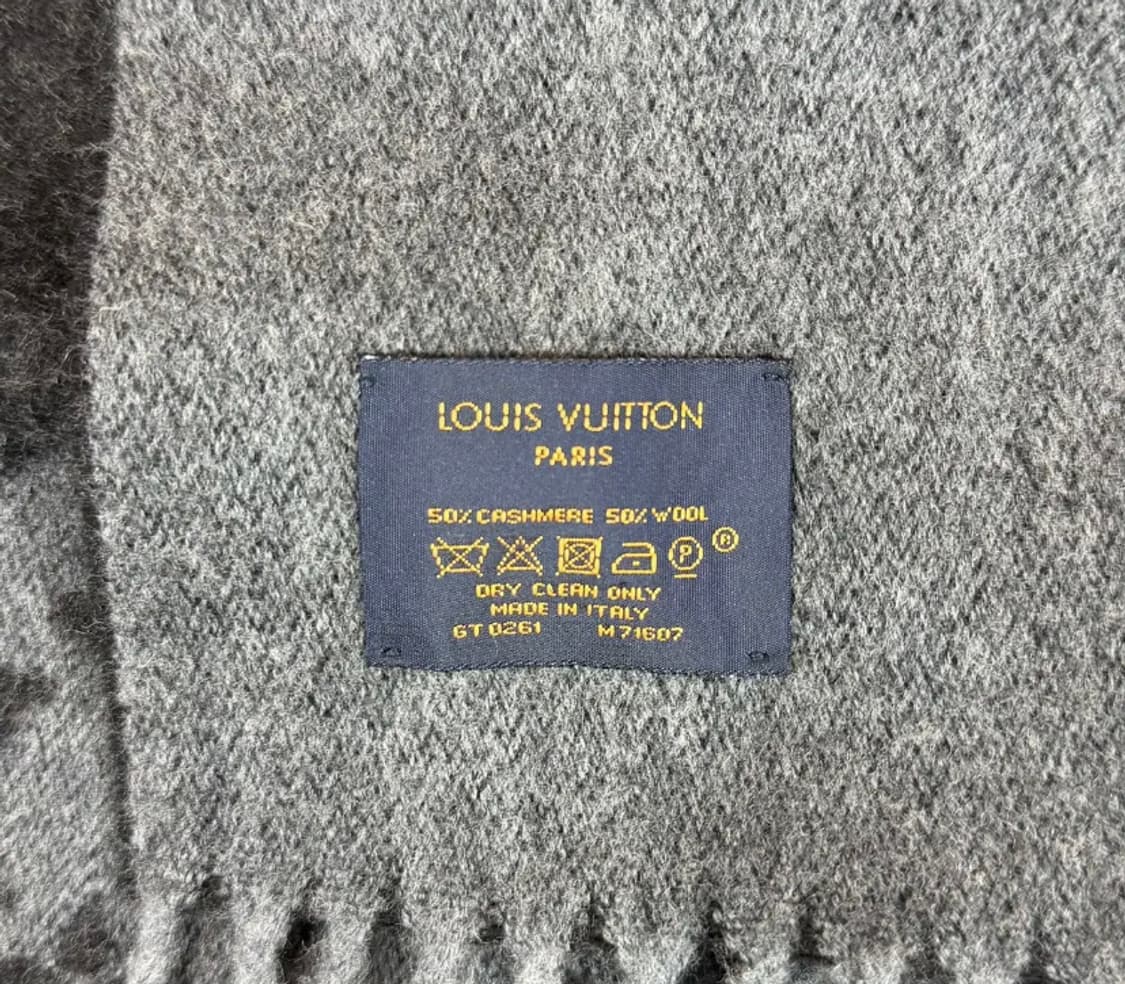 LOUIS VUITTON
PARIS
50% CASHMERE 50% WOOL
P ®
DRY CLEAN ONLY
MADE IN ITALY
GT 0261 M71607